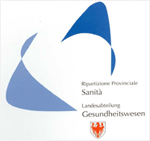 Ripartizione Provinciale
Sanità
Landesabteilung
Gesundheitswesen